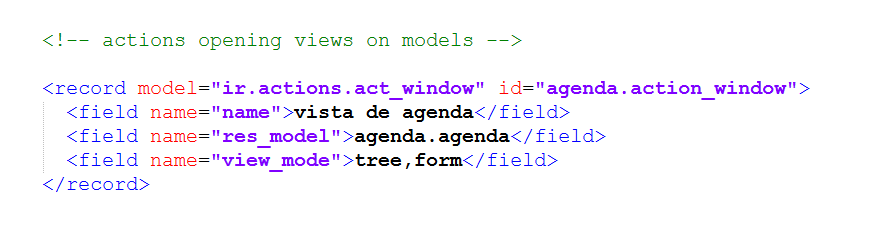 <!-- actions opening views on models -->
<record model="ir.actions.act_window" id="agenda.action_window">
<field name="name">vista de agenda</field>
<field name="res_model">agenda.agenda</field>
<field name="view_mode">tree,form</field>
</record>